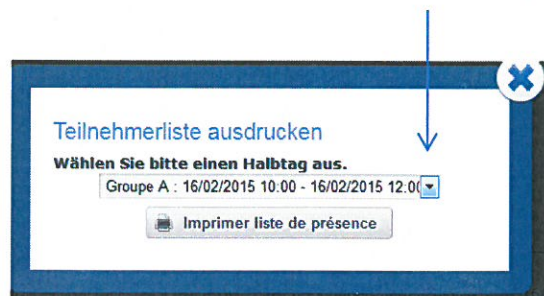 Teilnehmerliste ausdrucken
Wählen Sie bitte einen Halbtag aus.
Groupe A : 16/02/2015 10:00 - 16/02/2015 12:00
Imprimer liste de présence